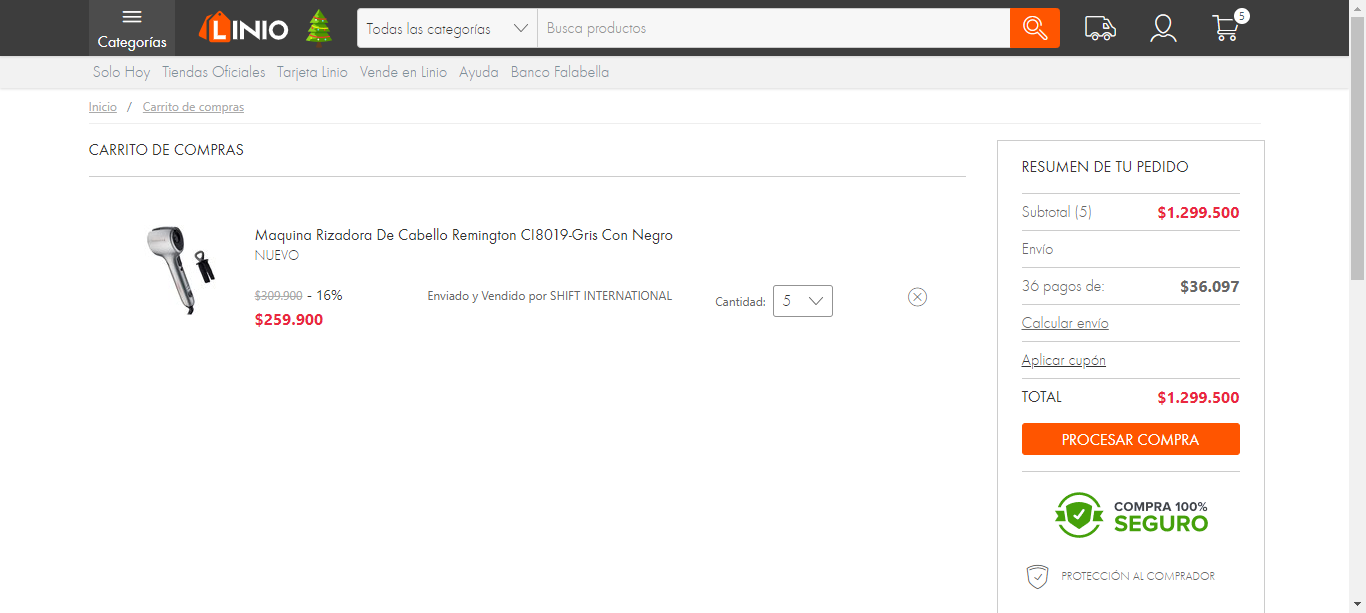 Categorías
LINIO
Todas las categorías
Busca productos
5
Solo Hoy Tiendas Oficiales Tarjeta Linio Vende en Linio Ayuda Banco Falabella
Inicio / Carrito de compras
CARRITO DE COMPRAS
Maquina Rizadora De Cabello Remington CI8019-Gris Con Negro
NUEVO
$309.900 - 16%
$259.900
Enviado y Vendido por SHIFT INTERNATIONAL
Cantidad: 5
RESUMEN DE TU PEDIDO
Subtotal (5) $1.299.500
Envío
36 pagos de: $36.097
Calcular envío
Aplicar cupón
TOTAL $1.299.500
PROCESAR COMPRA
COMPRA 100%
SEGURO
PROTECCIÓN AL COMPRADOR